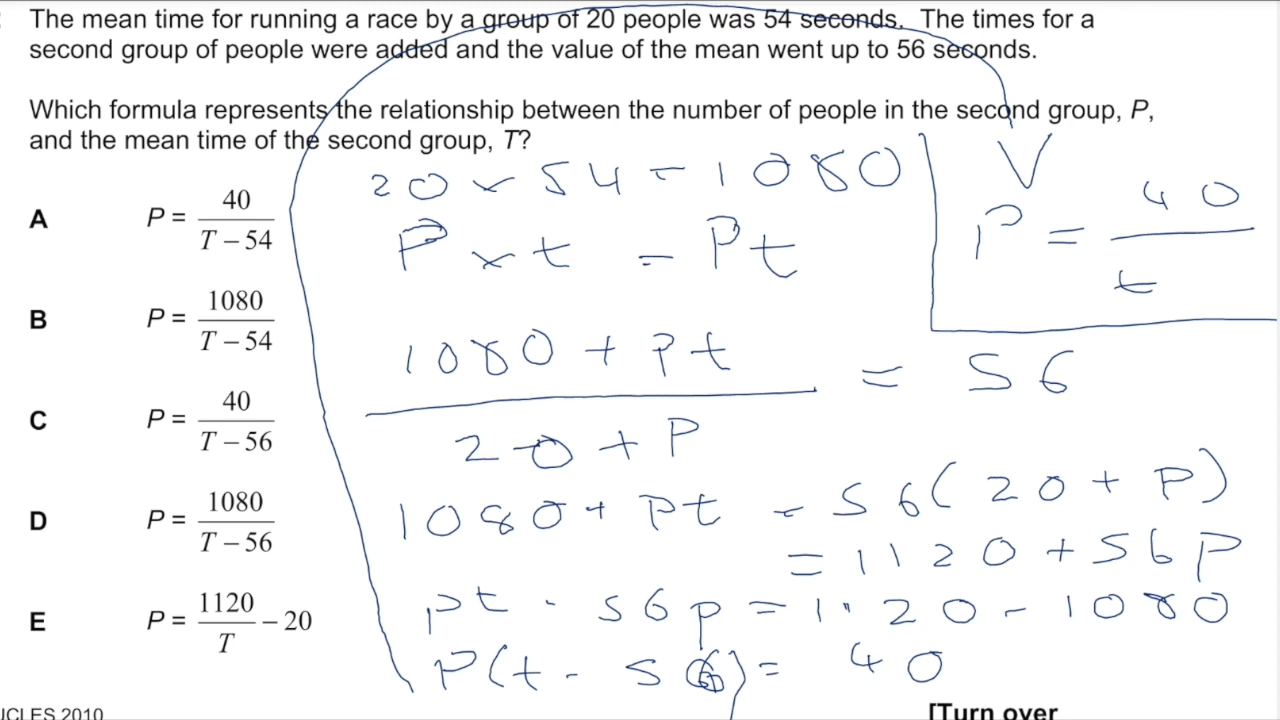 The mean time for running a race by a group of 20 people was 54 seconds. The times for a
second group of people were added and the value of the mean went up to 56 seconds.
Which formula represents the relationship between the number of people in the second group, P,
and the mean time of the second group, T?
A P = 40 / T – 54
B P = 1080 / T – 54
C P = 40 / T – 56
D P = 1080 / T – 56
E P = 1120 / T – 20
20 × 54 = 1080
P × t = Pt
1080 + Pt / 20 + P = 56
1080 + Pt = 56(20 + P)
= 1120 + 56P
Pt - 56P = 1120 - 1080
P(t - 56) = 40
P = 40 / t
UCLES 2010
[Turn over